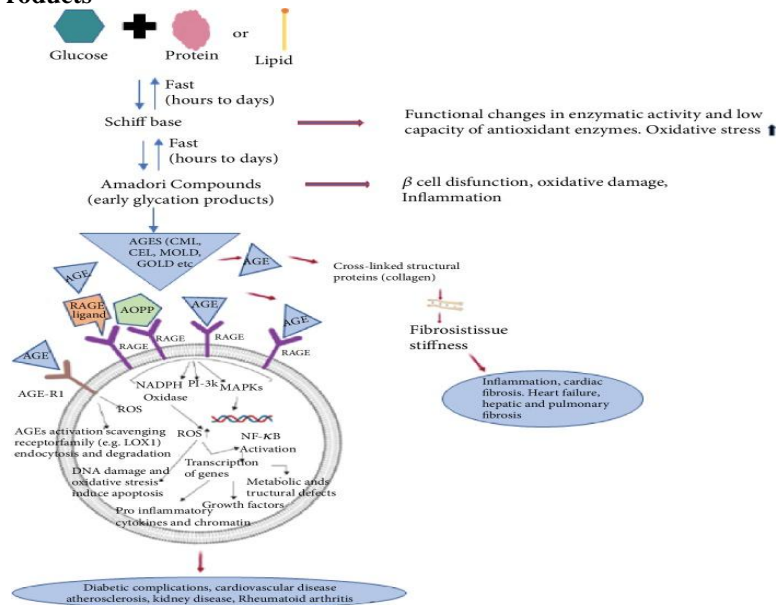 roducts
Glucose
Protein
or
Lipid
Fast
(hours to days)
Schiff base
Functional changes in enzymatic activity and low
capacity of antioxidant enzymes. Oxidative stress
Fast
(hours to days)
Amadori Compounds
(early glycation products)
β cell disfunction, oxidative damage,
Inflammation
AGES (CML,
CEL, MOLD,
GOLD etc
AGE
AGE
Cross-linked structural
proteins (collagen)
RAGE
ligand
AOPP
AGE
AGE
Fibrosistissue
stiffness
RAGE
RAGE
RAGE
RAGE
AGE
AGE-R1
NADPH
Oxidase
PI-3k
MAPKs
Inflammation, cardiac
fibrosis. Heart failure,
hepatic and pulmonary
fibrosis
ROS
AGEs activation scavenging
receptorfamily (e.g. LOX1)
endocytosis and degradation
ROS
NF-κB
Activation
DNA damage and
oxidative stresis
induce apoptosis
Transcription
of genes
Metabolic ands
tructural defects
Growth factors
Pro inflammatory
cytokines and chromatin
Diabetic complications, cardiovascular disease
atherosclerosis, kidney disease, Rheumatoid arthritis